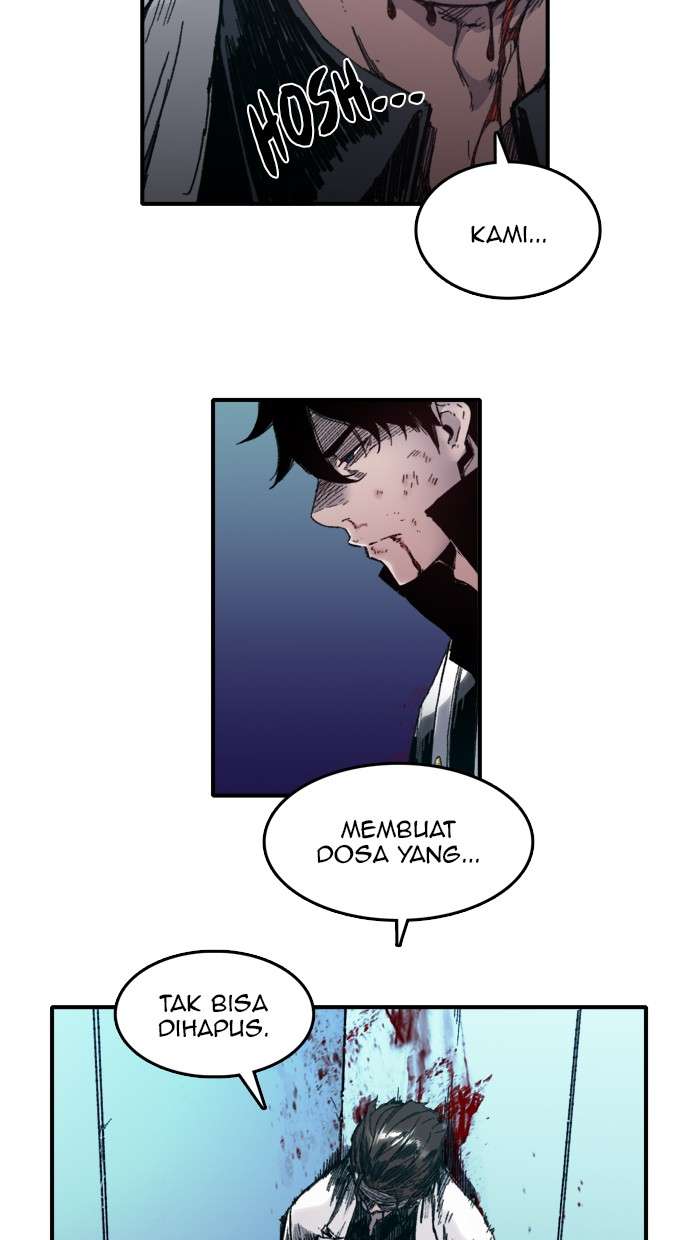 HOSH...
KAMI...
MEMBUAT
DOSA YANG...
TAK BISA
DIHAPUS.